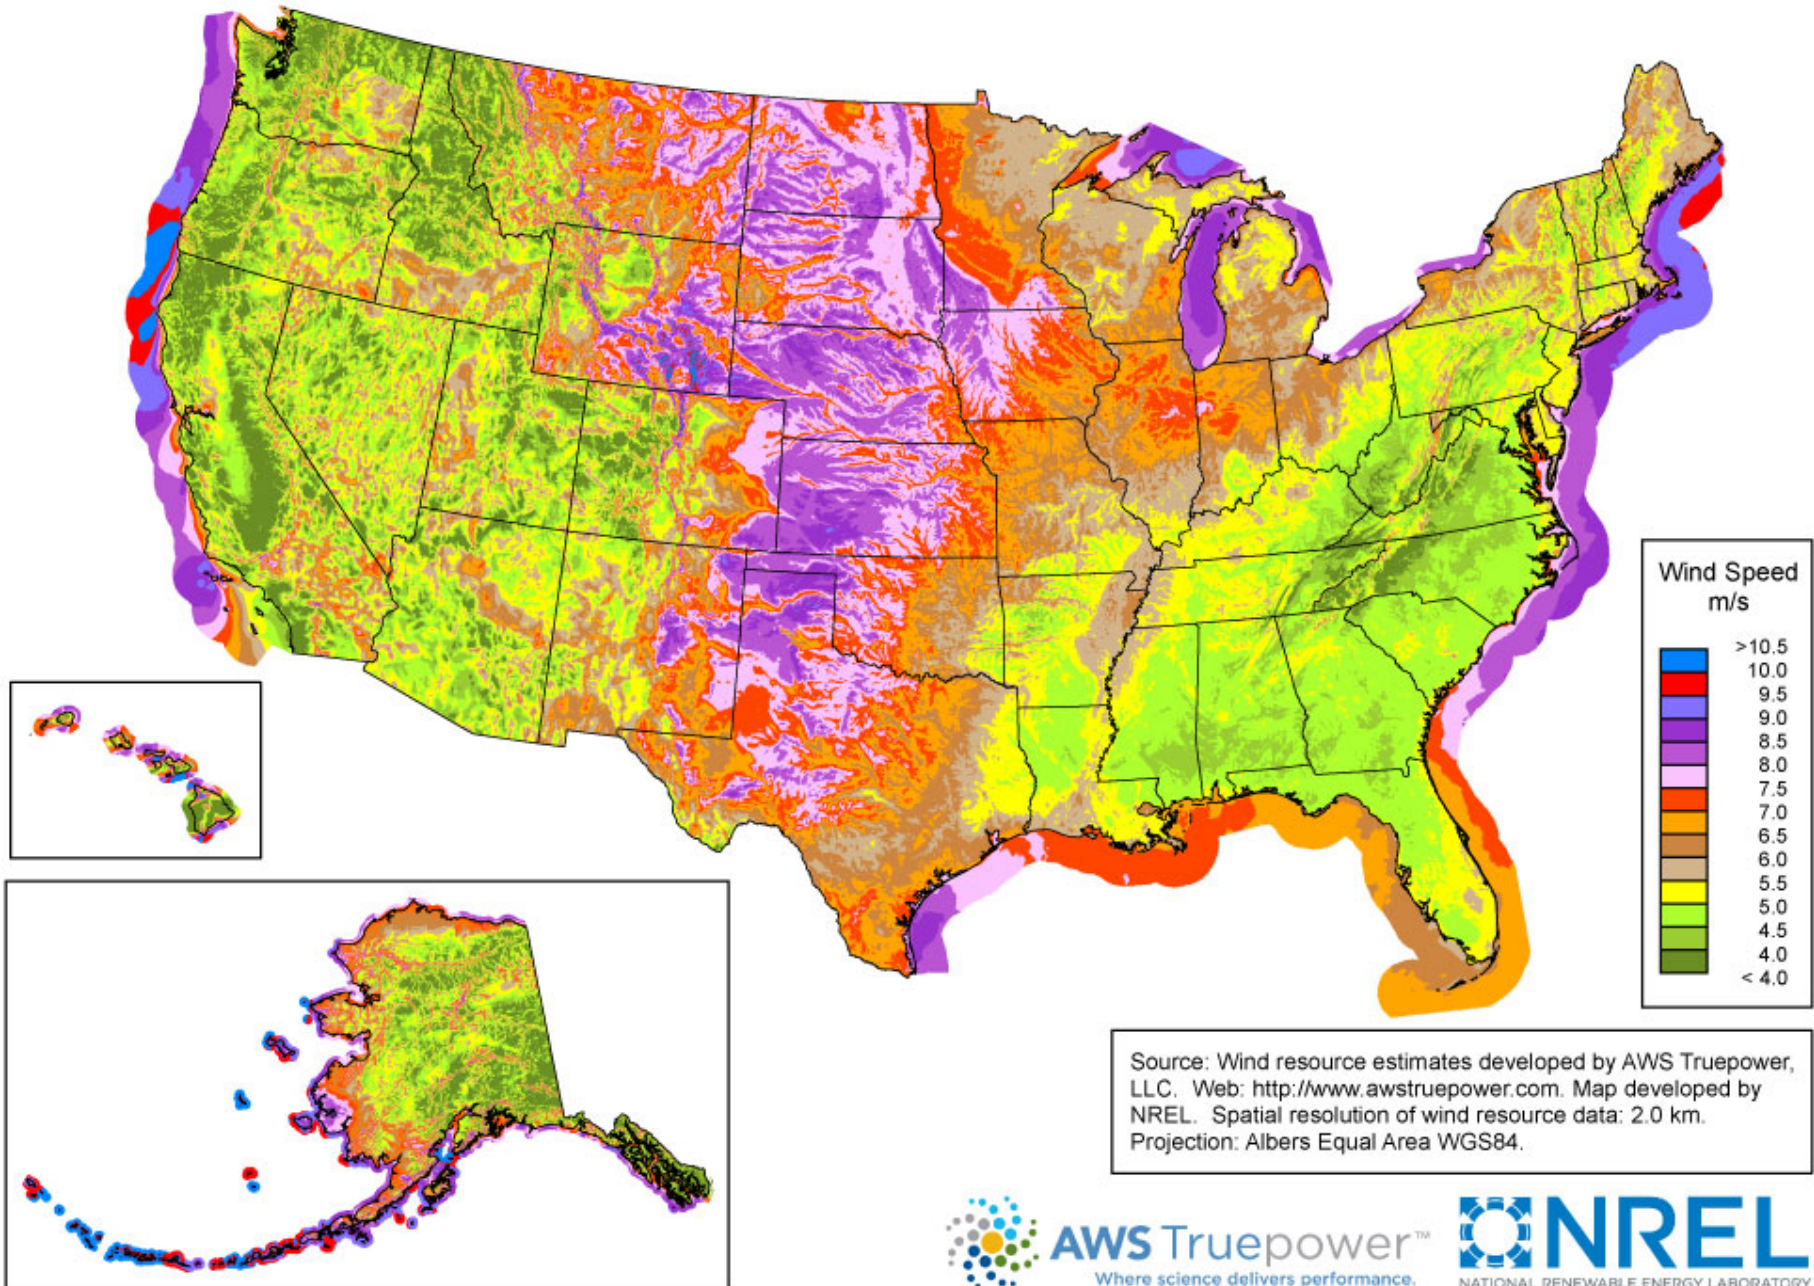 Wind Speed
m/s
>10.5
10.0
9.5
9.0
8.5
8.0
7.5
7.0
6.5
6.0
5.5
5.0
4.5
4.0
< 4.0
Source: Wind resource estimates developed by AWS Truepower,
LLC. Web: http://www.awstruepower.com. Map developed by
NREL. Spatial resolution of wind resource data: 2.0 km.
Projection: Albers Equal Area WGS84.
AWS Truepower™
Where science delivers performance.
NREL
NATIONAL RENEWABLE ENERGY LABORATORY